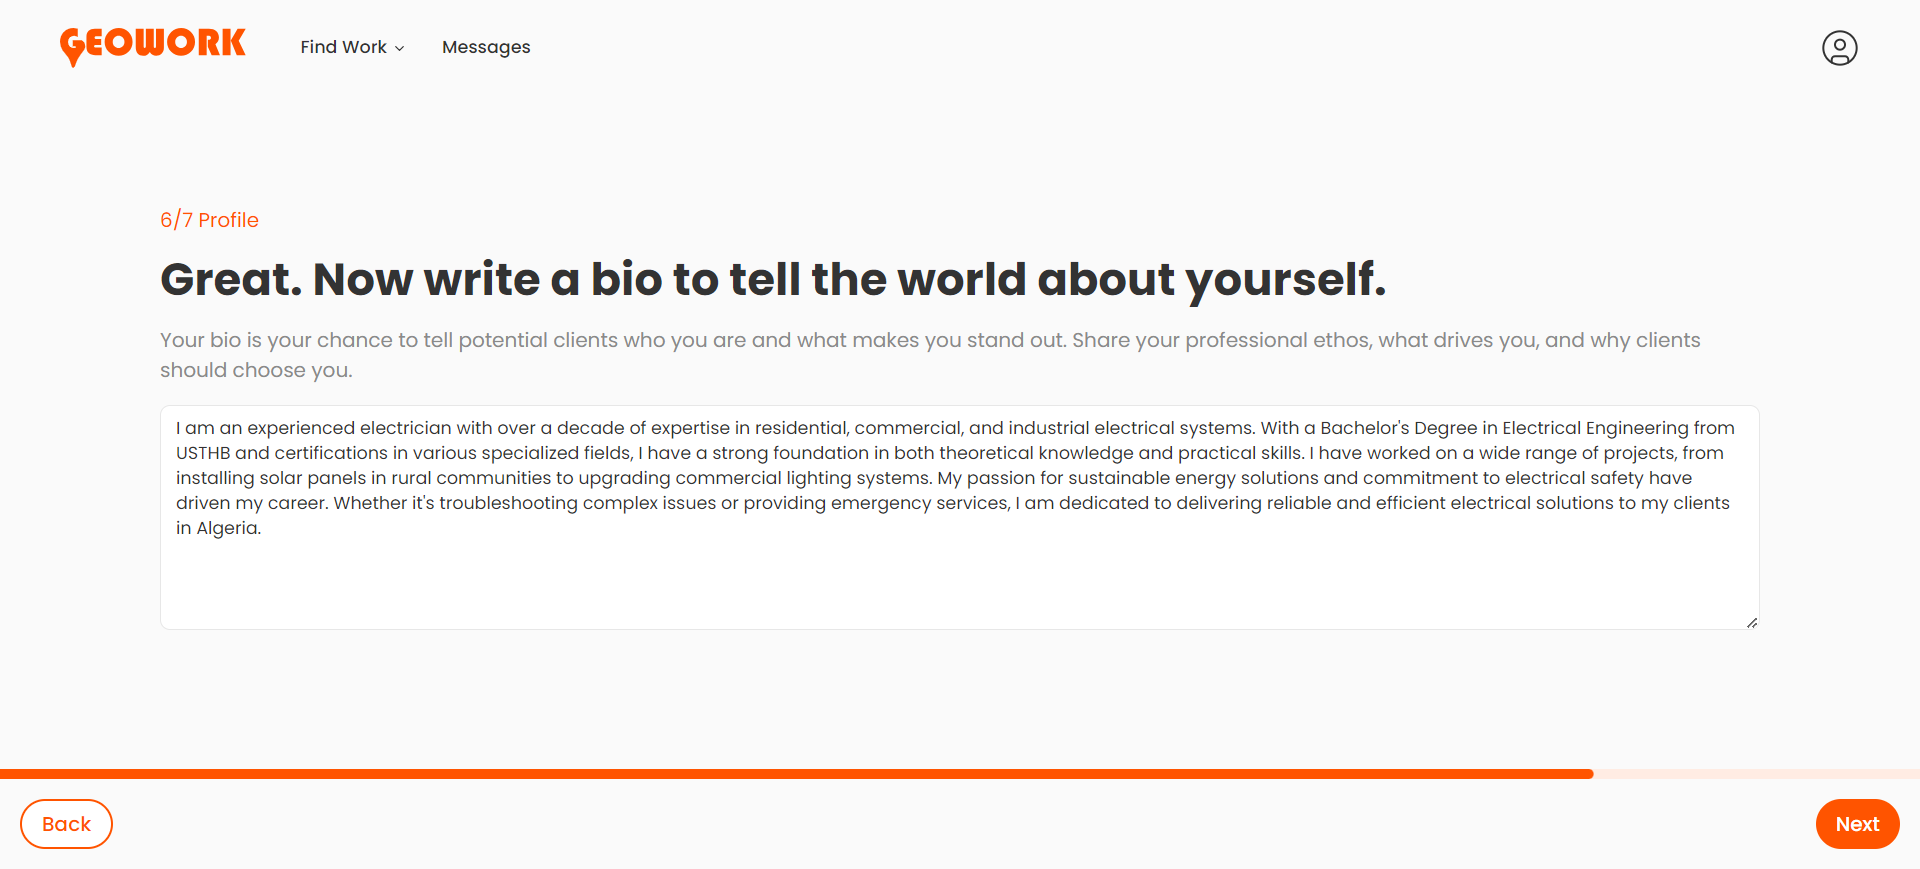 GEOWORK
Find Work
Messages
6/7 Profile
Great. Now write a bio to tell the world about yourself.
Your bio is your chance to tell potential clients who you are and what makes you stand out. Share your professional ethos, what drives you, and why clients
should choose you.
I am an experienced electrician with over a decade of expertise in residential, commercial, and industrial electrical systems. With a Bachelor's Degree in Electrical Engineering from
USTHB and certifications in various specialized fields, I have a strong foundation in both theoretical knowledge and practical skills. I have worked on a wide range of projects, from
installing solar panels in rural communities to upgrading commercial lighting systems. My passion for sustainable energy solutions and commitment to electrical safety have
driven my career. Whether it's troubleshooting complex issues or providing emergency services, I am dedicated to delivering reliable and efficient electrical solutions to my clients
in Algeria.
Back
Next